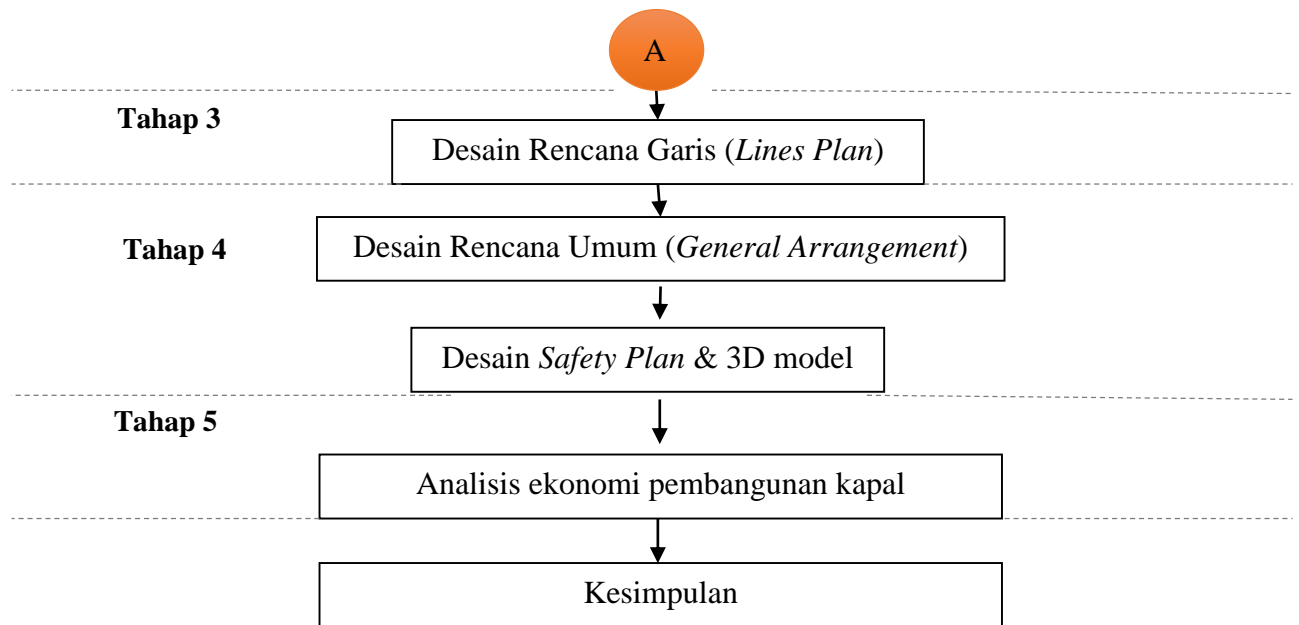 A
Tahap 3
Desain Rencana Garis (Lines Plan)
Tahap 4
Desain Rencana Umum (General Arrangement)
Desain Safety Plan & 3D model
Tahap 5
Analisis ekonomi pembangunan kapal
Kesimpulan